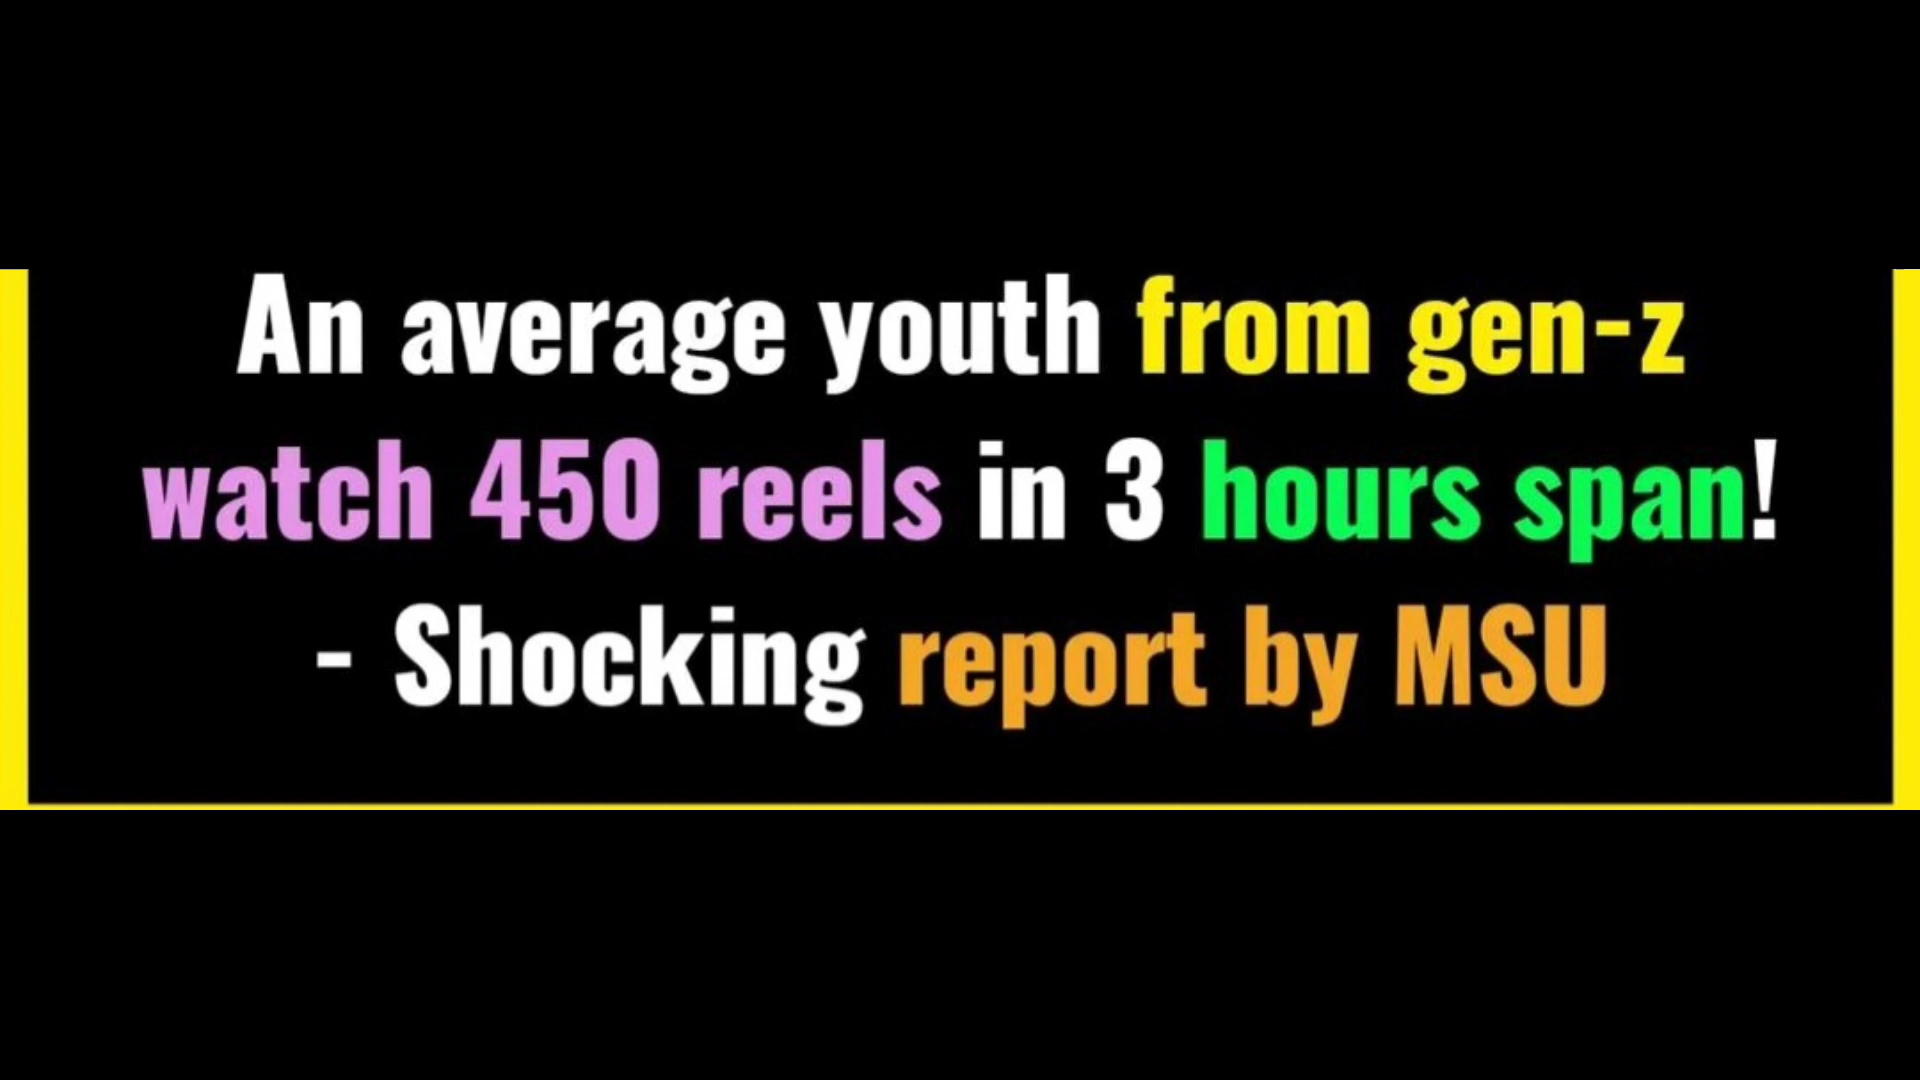 An average youth from gen-z
watch 450 reels in 3 hours span!
- Shocking report by MSU